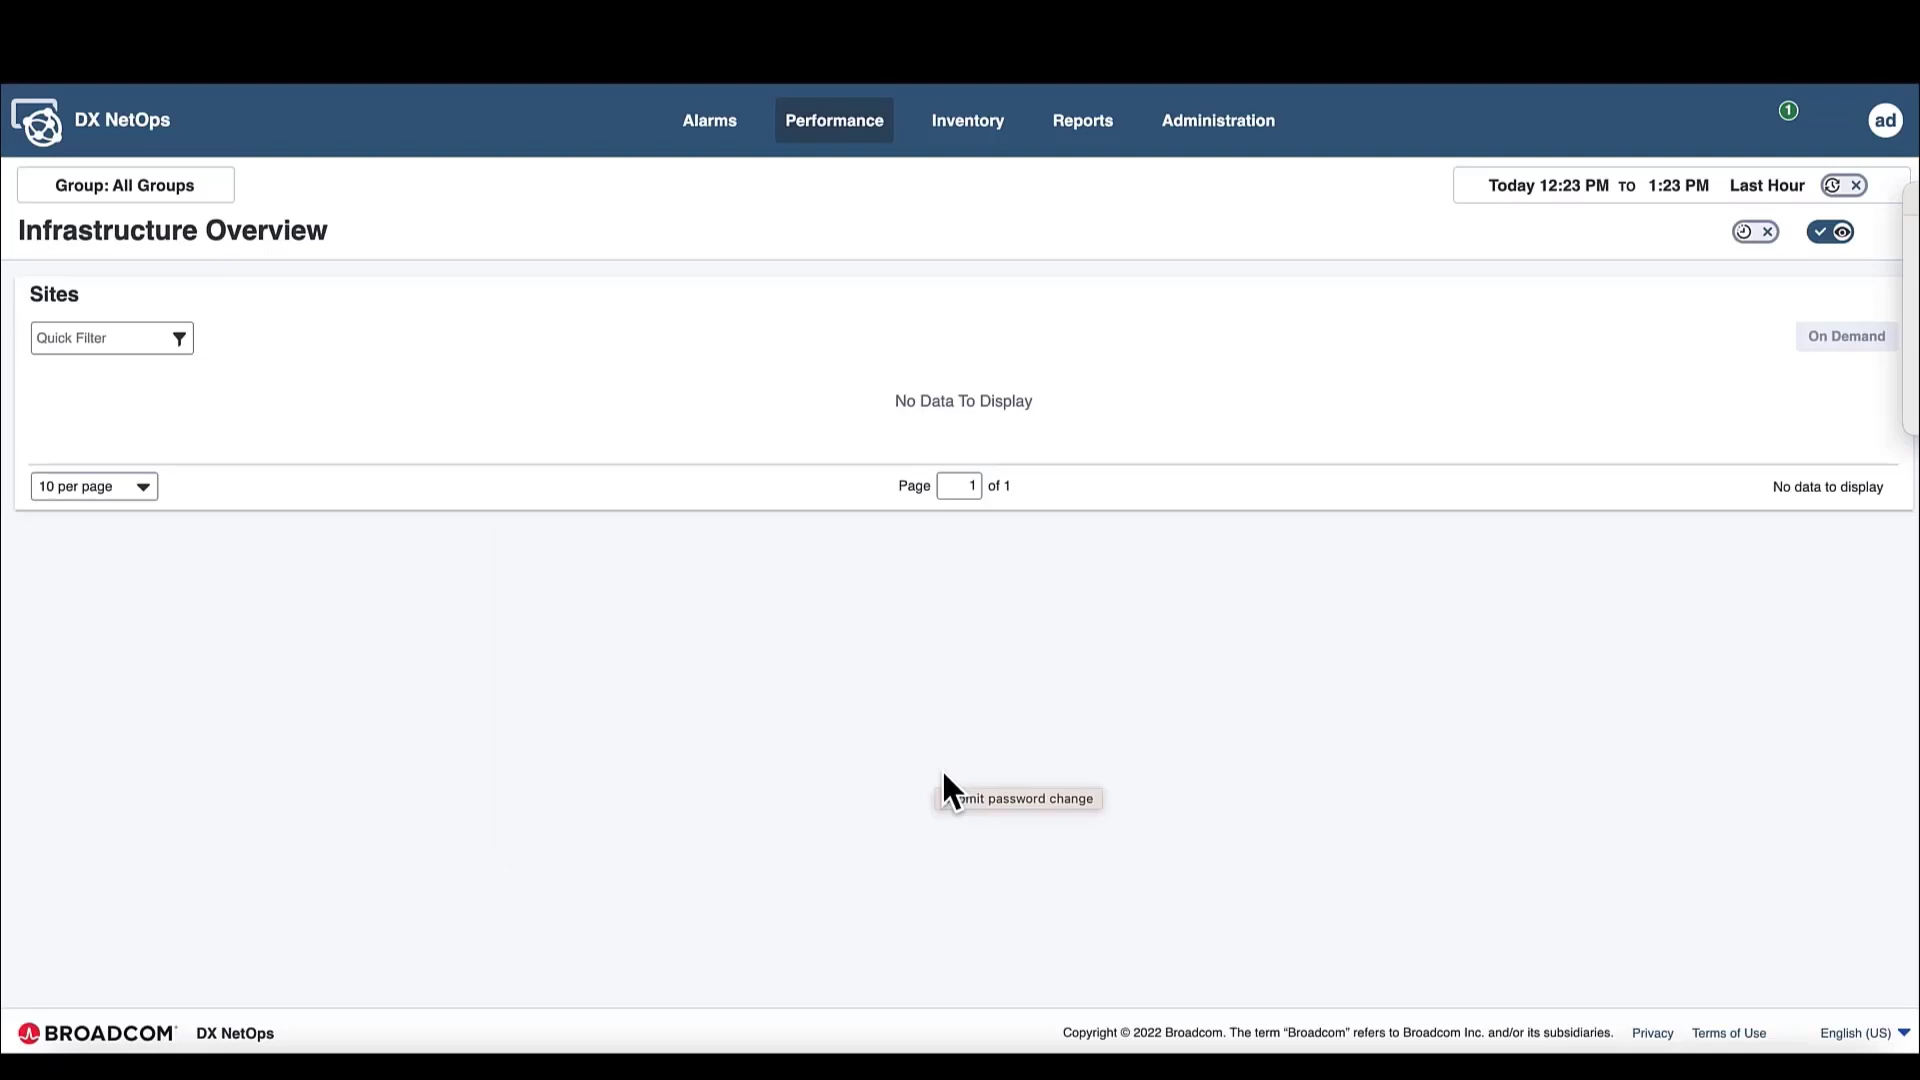 DX NetOps
Alarms
Performance
Inventory
Reports
Administration
1
ad
Group: All Groups
Today 12:23 PM TO 1:23 PM Last Hour
Infrastructure Overview
Sites
Quick Filter
On Demand
No Data To Display
10 per page
Page 1 of 1
No data to display
password change
BROADCOM
DX NetOps
Copyright © 2022 Broadcom. The term “Broadcom” refers to Broadcom Inc. and/or its subsidiaries.
Privacy
Terms of Use
English (US)